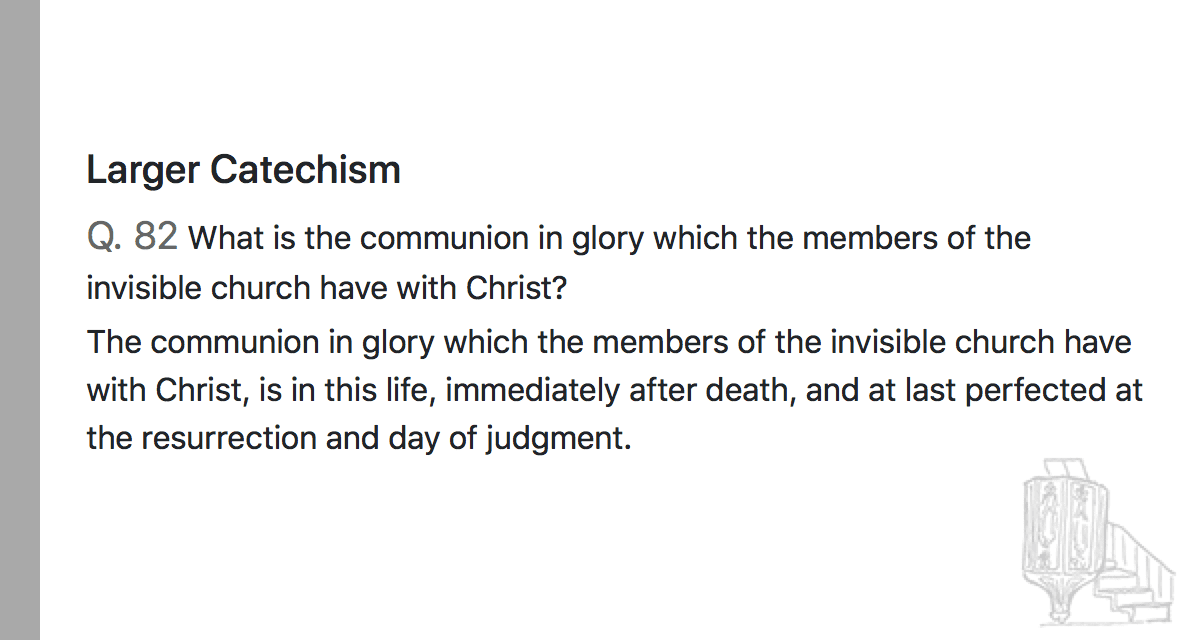 Larger Catechism
Q. 82 What is the communion in glory which the members of the
invisible church have with Christ?
The communion in glory which the members of the invisible church have
with Christ, is in this life, immediately after death, and at last perfected at
the resurrection and day of judgment.